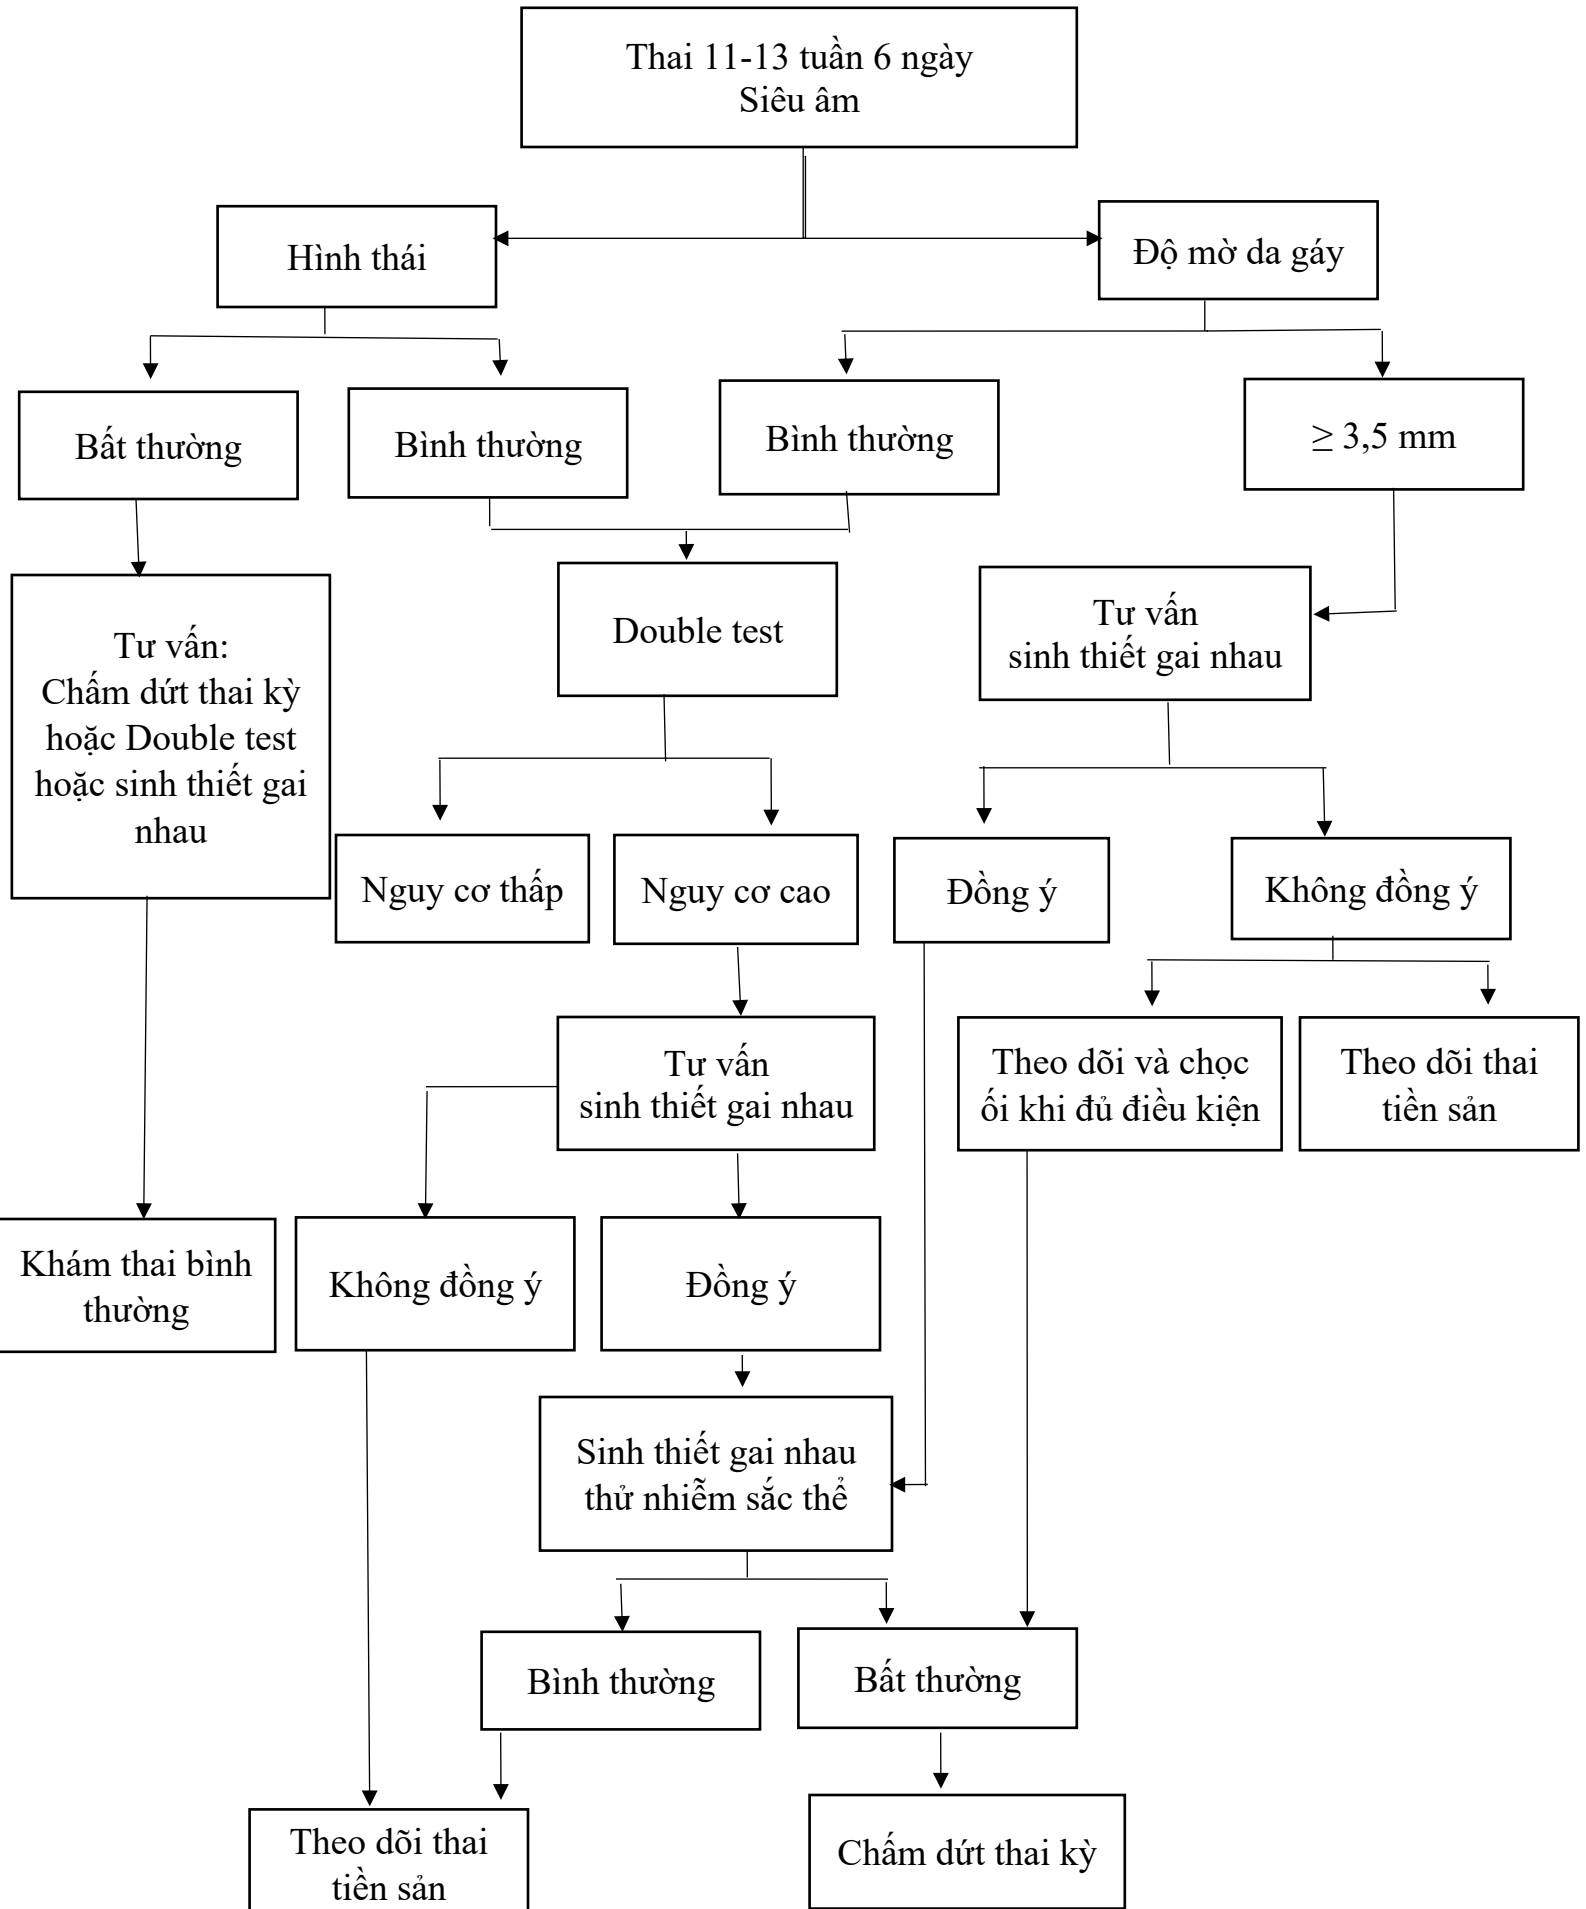 Thai 11-13 tuần 6 ngày
Siêu âm
Hình thái
Độ mờ da gáy
Bất thường
Bình thường
Bình thường
≥ 3,5 mm
Tư vấn:
Chấm dứt thai kỳ
hoặc Double test
hoặc sinh thiết gai
nhau
Double test
Tư vấn
sinh thiết gai nhau
Nguy cơ thấp
Nguy cơ cao
Đồng ý
Không đồng ý
Tư vấn
sinh thiết gai nhau
Theo dõi và chọc
ối khi đủ điều kiện
Theo dõi thai
tiền sản
Khám thai bình
thường
Không đồng ý
Đồng ý
Sinh thiết gai nhau
thử nhiễm sắc thể
Bình thường
Bất thường
Theo dõi thai
tiền sản
Chấm dứt thai kỳ